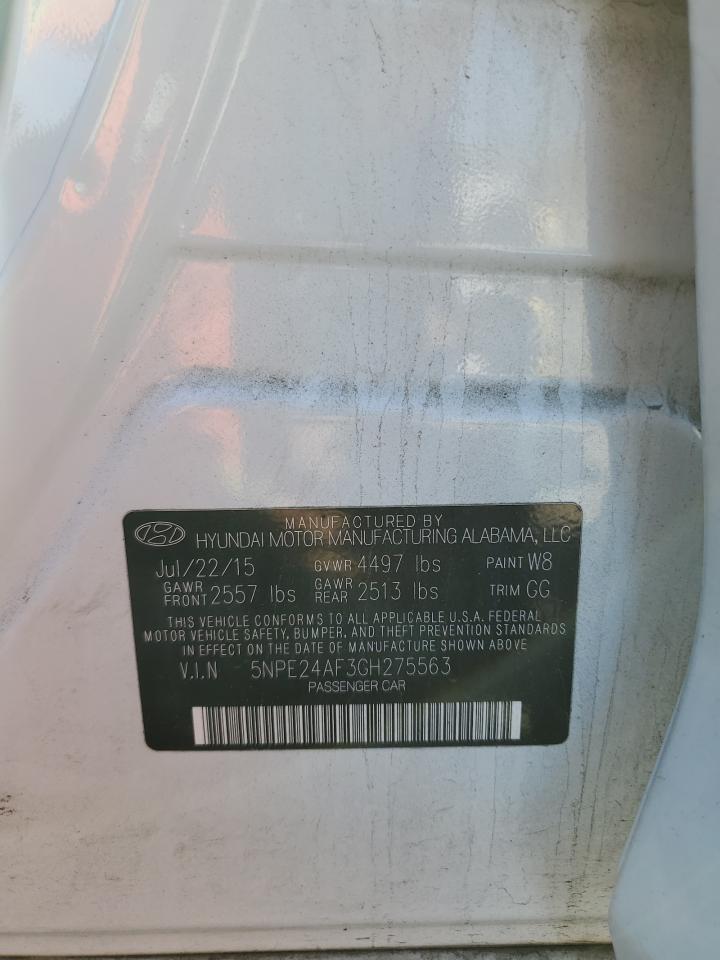 MANUFACTURED BY
HYUNDAI MOTOR MANUFACTURING ALABAMA, LLC
Jul/22/15 GVWR 4497 lbs PAINT W8
GAWR FRONT 2557 lbs GAWR REAR 2513 lbs TRIM GG
THIS VEHICLE CONFORMS TO ALL APPLICABLE U.S.A. FEDERAL
MOTOR VEHICLE SAFETY, BUMPER, AND THEFT PREVENTION STANDARDS
IN EFFECT ON THE DATE OF MANUFACTURE SHOWN ABOVE
V.I.N 5NPE24AF3GH275563
PASSENGER CAR